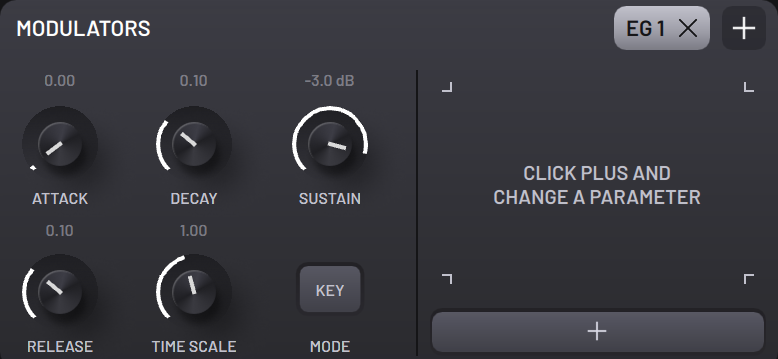 MODULATORS
EG 1
0.00 0.10 -3.0 dB
ATTACK DECAY SUSTAIN
0.10 1.00
KEY
RELEASE TIME SCALE MODE
CLICK PLUS AND
CHANGE A PARAMETER